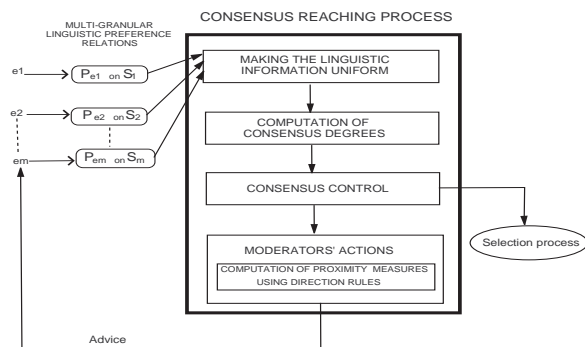 CONSENSUS REACHING PROCESS
MULTI-GRANULAR
LINGUISTIC PREFERENCE
RELATIONS
e1
Pe1 on S1
e2
Pe2 on S2
em
Pem on Sm
MAKING THE LINGUISTIC
INFORMATION UNIFORM
COMPUTATION OF
CONSENSUS DEGREES
CONSENSUS CONTROL
Selection process
MODERATORS' ACTIONS
COMPUTATION OF PROXIMITY MEASURES
USING DIRECTION RULES
Advice